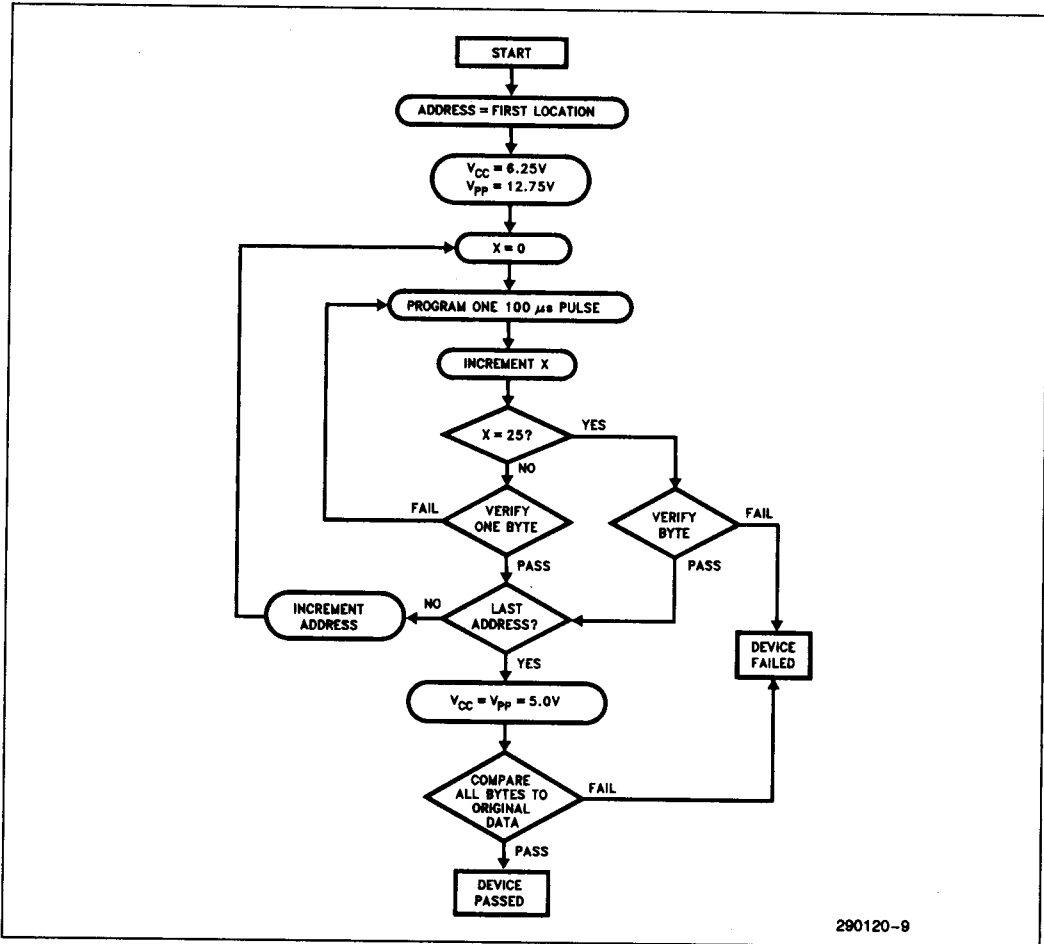 START
ADDRESS = FIRST LOCATION
VCC = 6.25V
VPP = 12.75V
X = 0
PROGRAM ONE 100 μs PULSE
INCREMENT X
X = 25?
YES
NO
FAIL
VERIFY
ONE BYTE
VERIFY
BYTE
FAIL
PASS
PASS
INCREMENT
ADDRESS
NO
LAST
ADDRESS?
DEVICE
FAILED
YES
VCC = VPP = 5.0V
COMPARE
ALL BYTES TO
ORIGINAL
DATA
FAIL
PASS
DEVICE
PASSED
290120-9